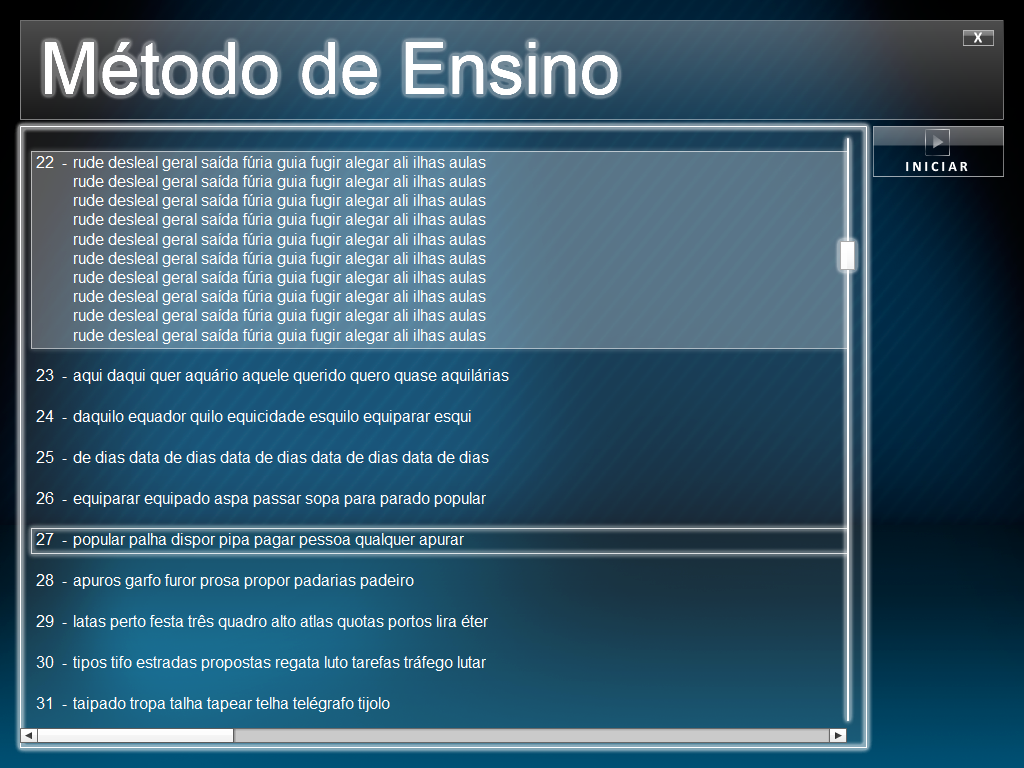 Método de Ensino
X
INICIAR
22 - rude desleal geral saída fúria guia fugir alegar ali ilhas aulas
rude desleal geral saída fúria guia fugir alegar ali ilhas aulas
rude desleal geral saída fúria guia fugir alegar ali ilhas aulas
rude desleal geral saída fúria guia fugir alegar ali ilhas aulas
rude desleal geral saída fúria guia fugir alegar ali ilhas aulas
rude desleal geral saída fúria guia fugir alegar ali ilhas aulas
rude desleal geral saída fúria guia fugir alegar ali ilhas aulas
rude desleal geral saída fúria guia fugir alegar ali ilhas aulas
rude desleal geral saída fúria guia fugir alegar ali ilhas aulas
rude desleal geral saída fúria guia fugir alegar ali ilhas aulas
23 - aqui daqui quer aquário aquele querido quero quase aquilárias
24 - daquilo equador quilo equicidade esquilo equiparar esqui
25 - de dias data de dias data de dias data de dias data de dias
26 - equiparar equipado aspa passar sopa para parado popular
27 - popular palha dispor pipa pagar pessoa qualquer apurar
28 - apuros garfo furor prosa propor padarias padeiro
29 - latas perto festa três quadro alto atlas quotas portos lira éter
30 - tipos tifo estradas propostas regata luto tarefas tráfego lutar
31 - taipado tropa talha tapear telha telégrafo tijolo